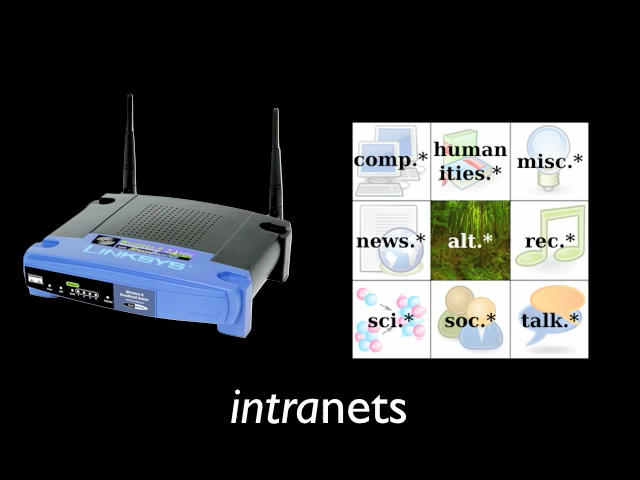 LINKSYS
comp.*
human
ities.*
misc.*
news.*
alt.*
rec.*
sci.*
soc.*
talk.*
intranets